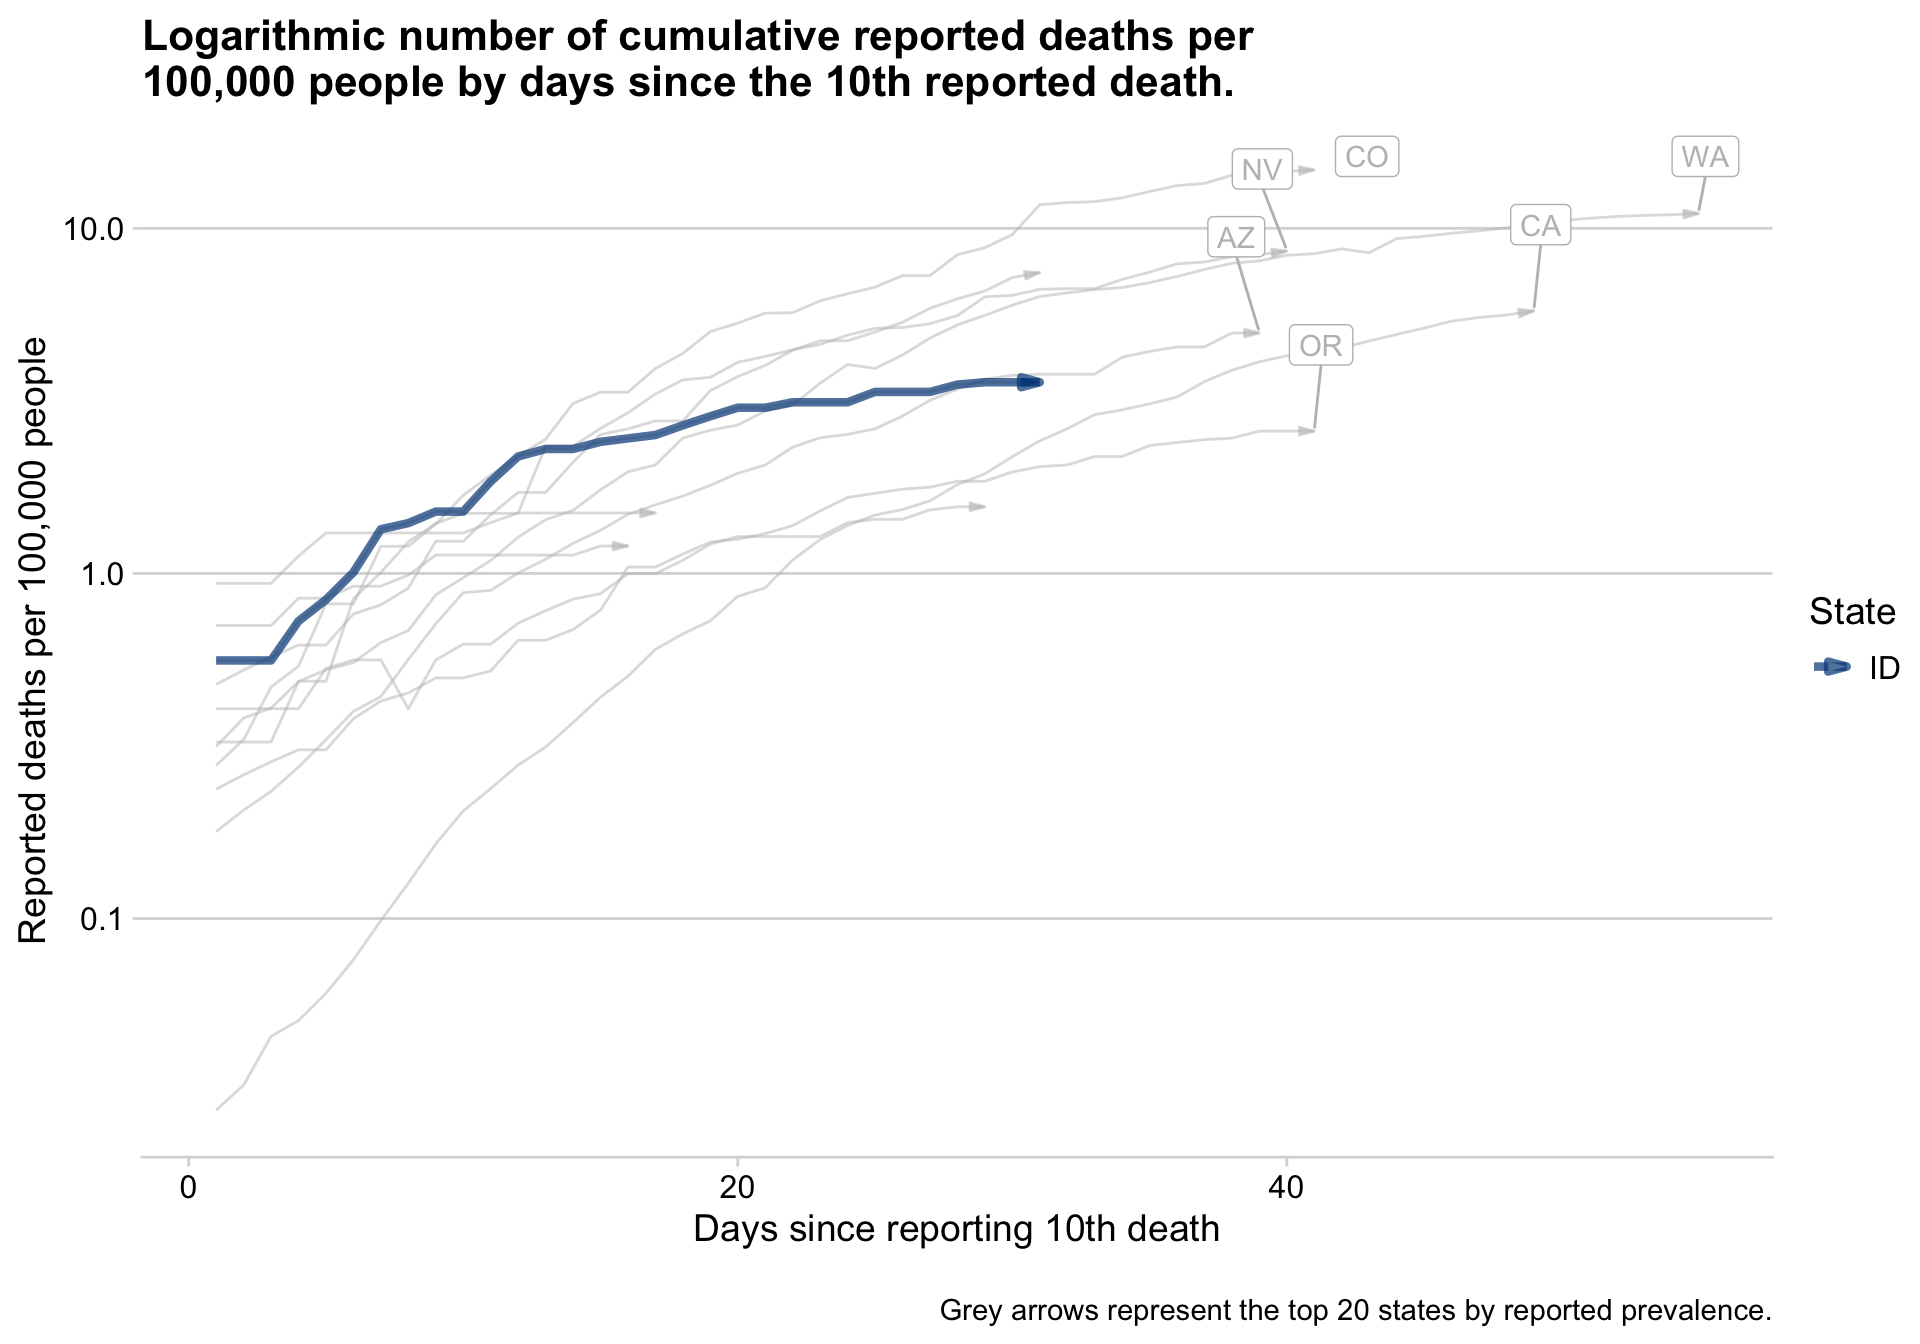 Logarithmic number of cumulative reported deaths per
100,000 people by days since the 10th reported death.
NV
CO
WA
AZ
CA
OR
10.0
1.0
0.1
Reported deaths per 100,000 people
0
20
40
Days since reporting 10th death
State
ID
Grey arrows represent the top 20 states by reported prevalence.